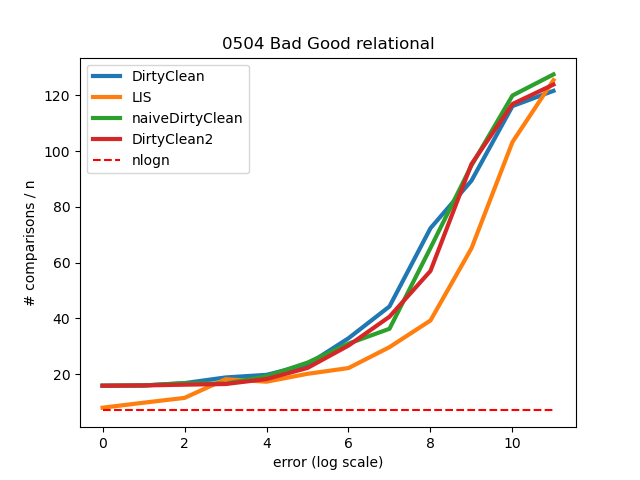 0504 Bad Good relational
DirtyClean
LIS
naiveDirtyClean
DirtyClean2
nlogn
# comparisons / n
120
100
80
60
40
20
0 2 4 6 8 10
error (log scale)